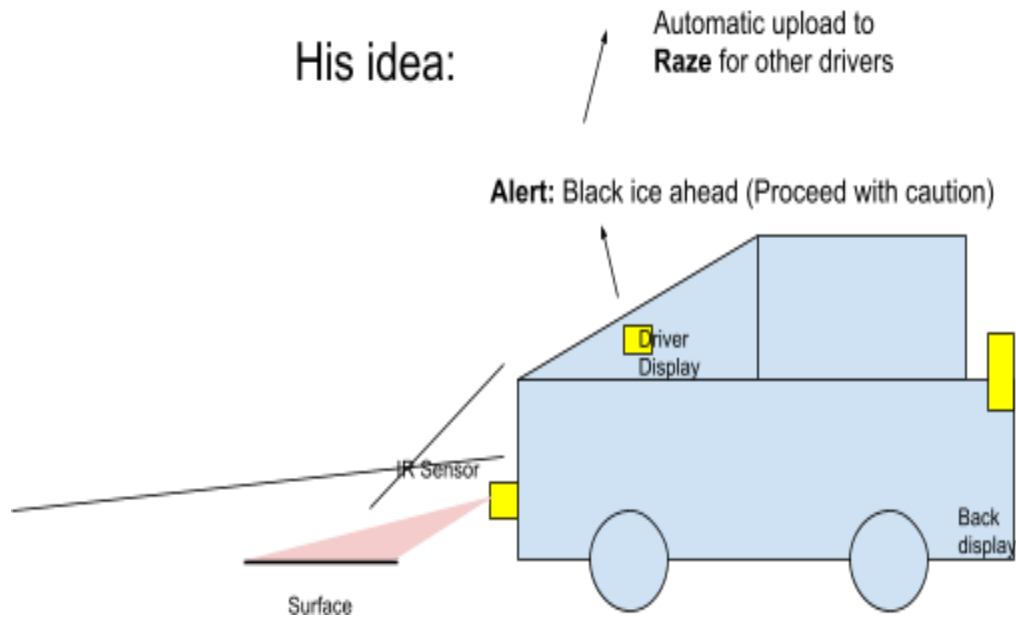 His idea:
Automatic upload to
Raze for other drivers
Alert: Black ice ahead (Proceed with caution)
Driver
Display
IR Sensor
Back
display
Surface